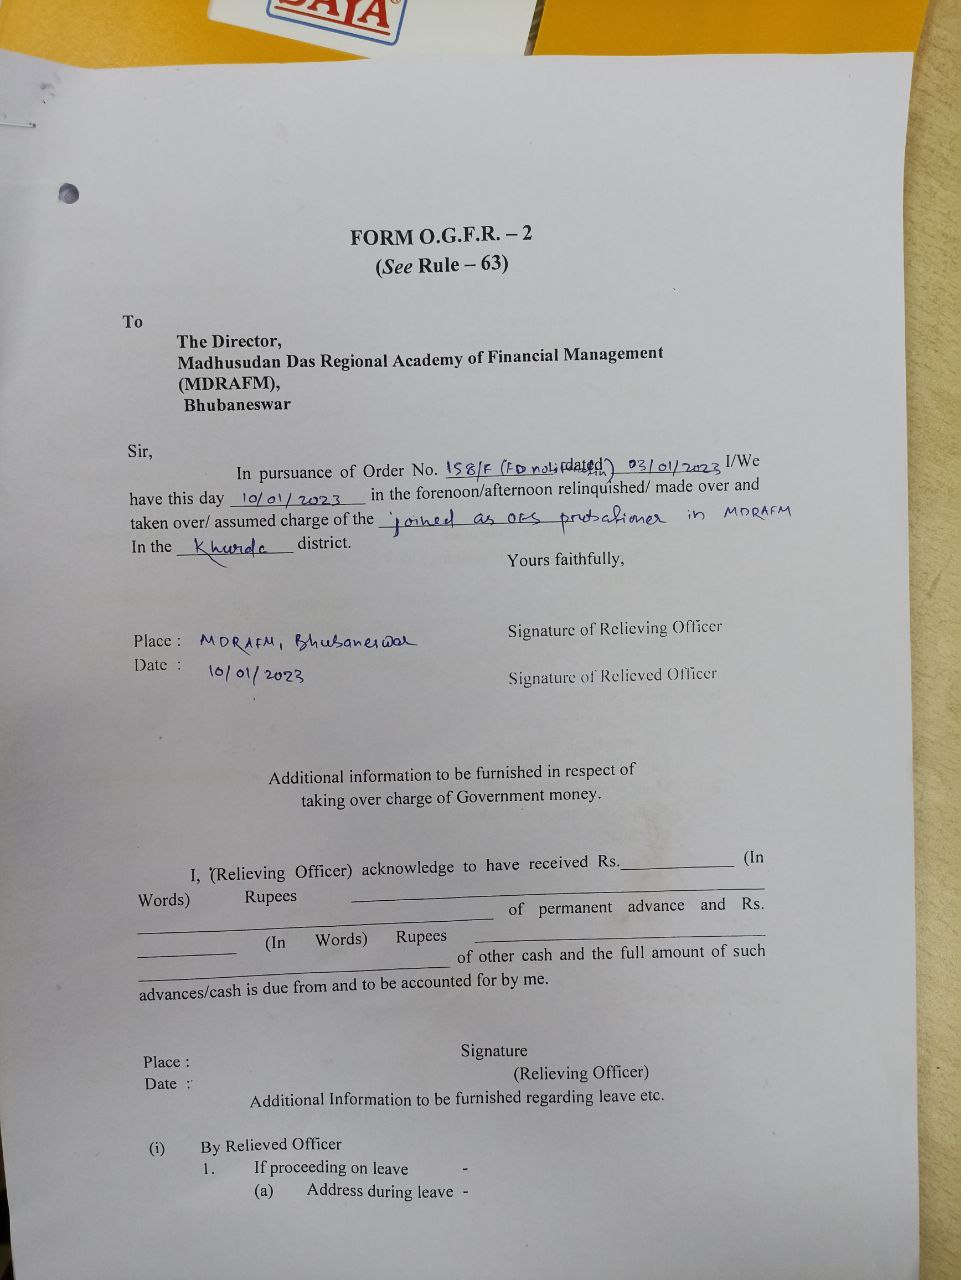 DAYA
FORM O.G.F.R. – 2
(See Rule – 63)
To
The Director,
Madhusudan Das Regional Academy of Financial Management
(MDRAFM),
Bhubaneswar
Sir,
In pursuance of Order No. 158/F (FD noti dated) 03/01/2023 I/We
have this day 10/01/2023 in the forenoon/afternoon relinquished/ made over and
taken over/ assumed charge of the joined as OFS probationer in MDRAFM
In the Khurda district.
Yours faithfully,
Signature of Relieving Officer
Place : MDRAFM, Bhubaneswar
Date : 10/01/2023
Signature of Relieved Officer
Additional information to be furnished in respect of
taking over charge of Government money.
I, (Relieving Officer) acknowledge to have received Rs.__________ (In
Words) Rupees ____________________
____________________ of permanent advance and Rs.
__________ (In Words) Rupees ____________________
____________________ of other cash and the full amount of such
advances/cash is due from and to be accounted for by me.
Signature
Place :
(Relieving Officer)
Date :
Additional Information to be furnished regarding leave etc.
(i) By Relieved Officer
1. If proceeding on leave -
(a) Address during leave -